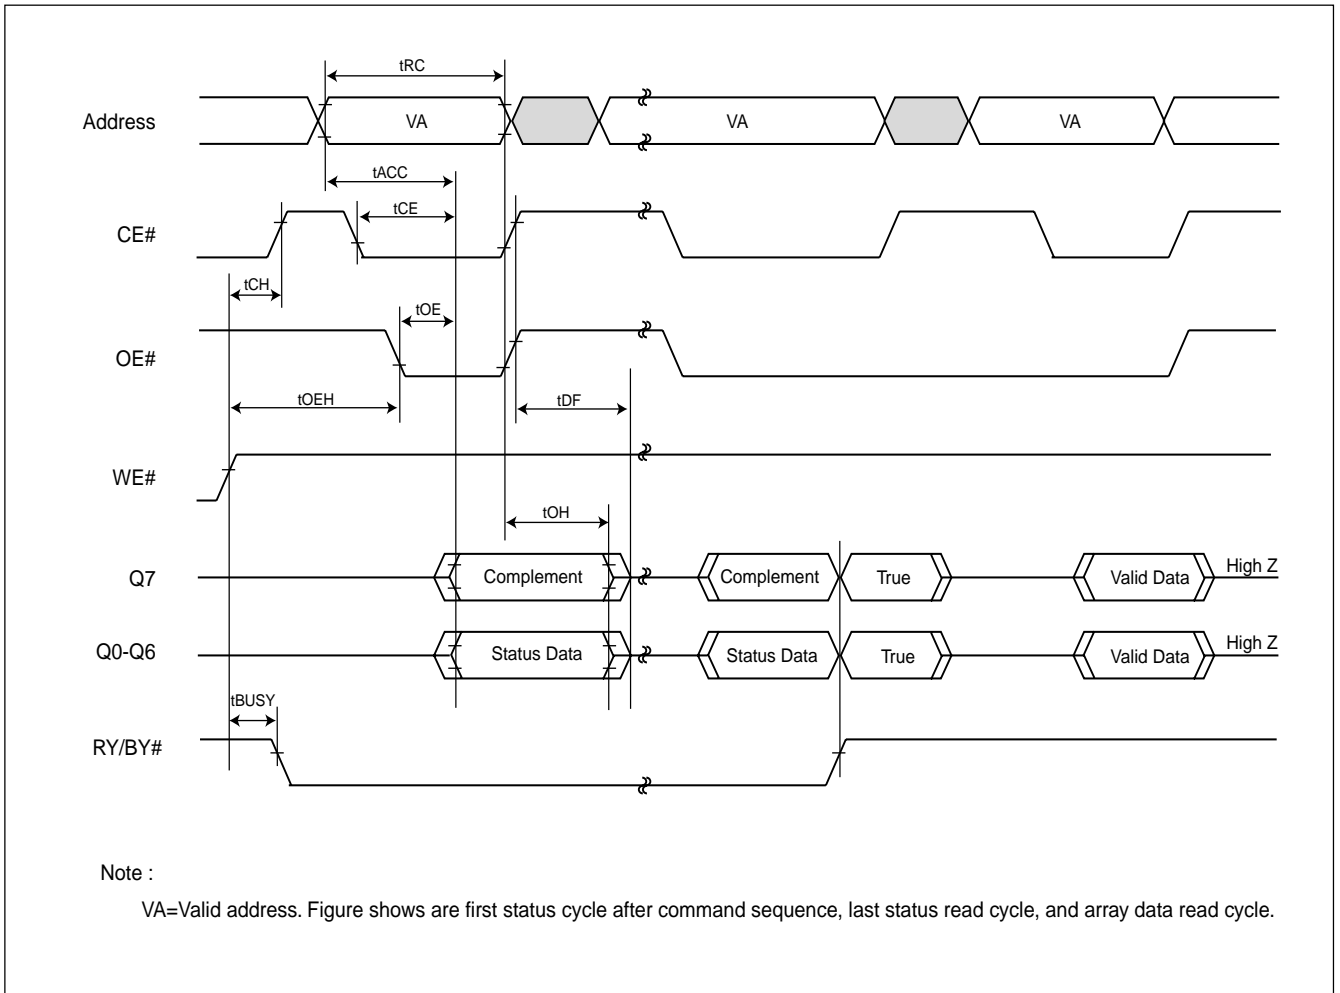 tRC
Address VA VA VA
tACC
tCE
CE#
tCH
tOE
OE#
tOEH
tDF
WE#
tOH
Q7 Complement Complement True Valid Data High Z
Q0-Q6 Status Data Status Data True Valid Data High Z
tBUSY
RY/BY#
Note :
VA=Valid address. Figure shows are first status cycle after command sequence, last status read cycle, and array data read cycle.